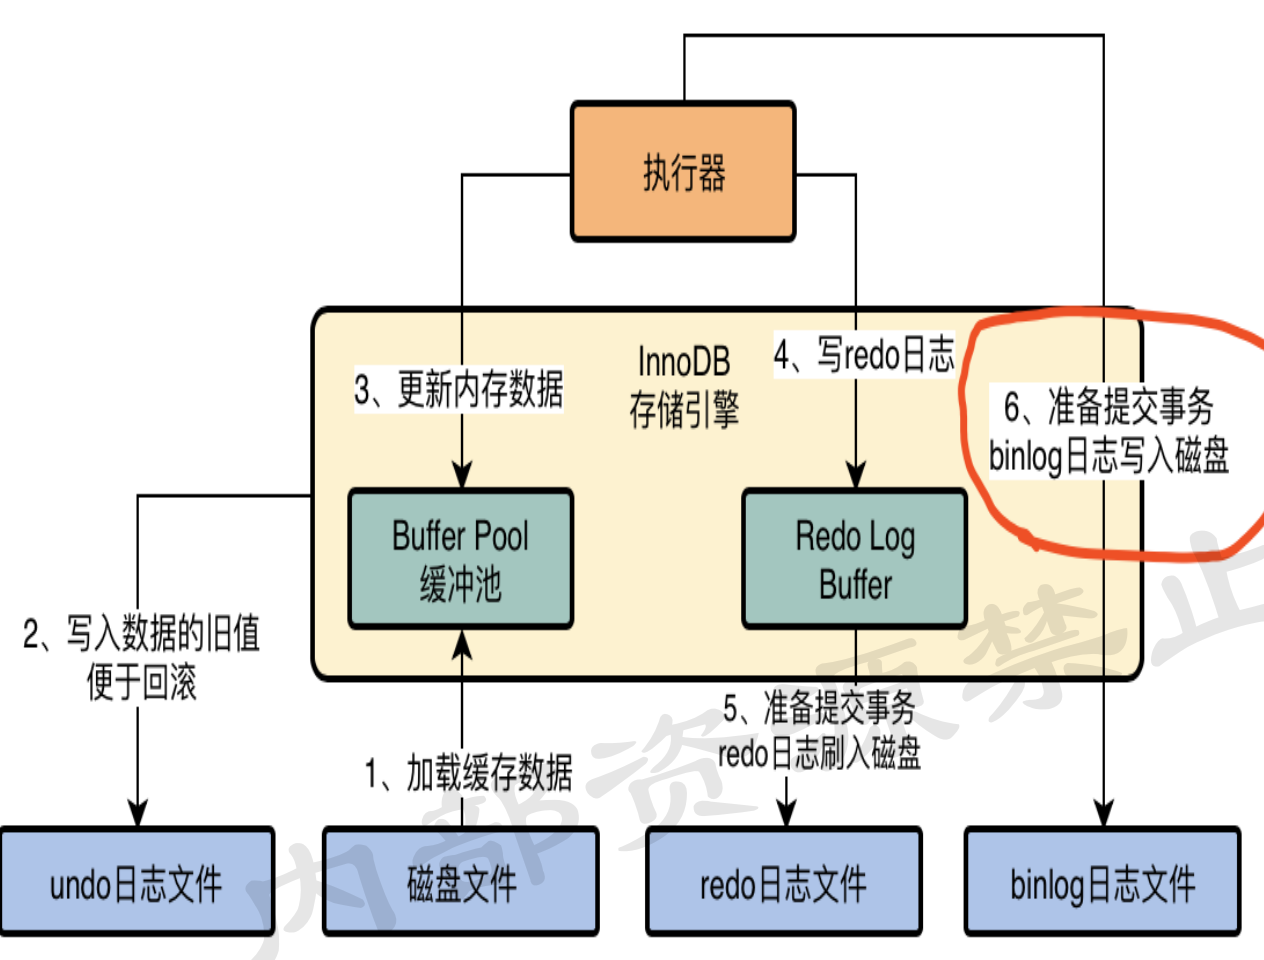 执行器
InnoDB
存储引擎
3、更新内存数据
4、写redo日志
6、准备提交事务
binlog日志写入磁盘
Buffer Pool
缓冲池
Redo Log
Buffer
2、写入数据的旧值
便于回滚
1、加载缓存数据
5、准备提交事务
redo日志刷入磁盘
undo日志文件
磁盘文件
redo日志文件
binlog日志文件
内部资源禁止